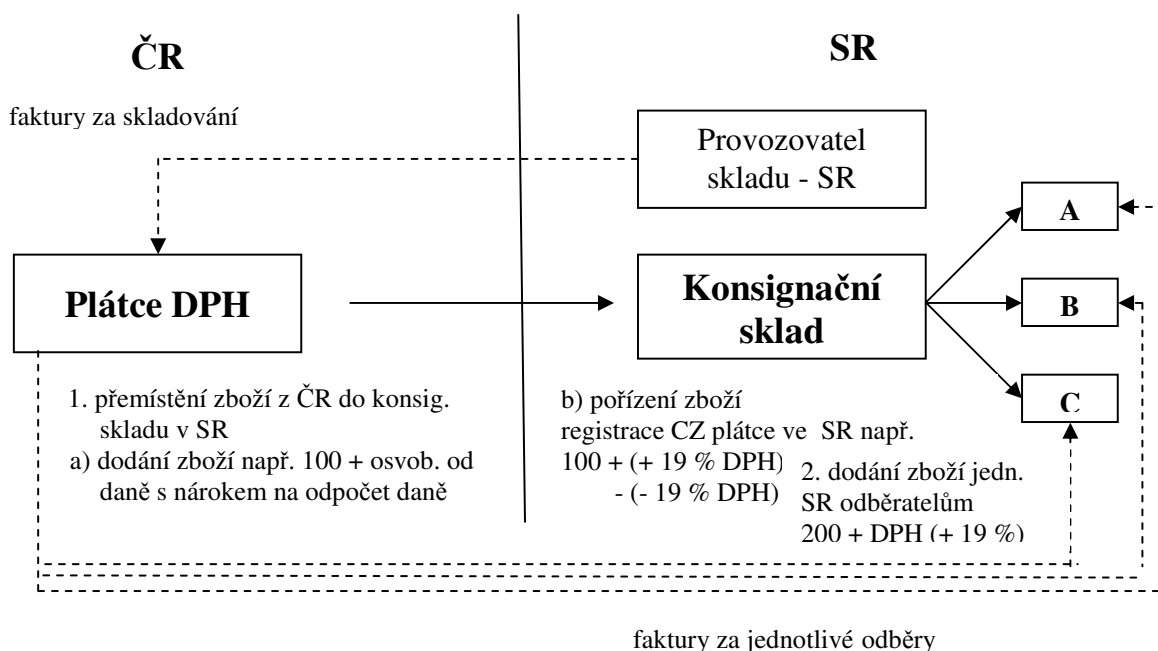 ČR
SR
faktury za skladování
Provozovatel
skladu - SR
A
Plátce DPH
Konsignační
sklad
B
C
1. přemístění zboží z ČR do konsig.
skladu v SR
a) dodání zboží např. 100 + osvob. od
daně s nárokem na odpočet daně
b) pořízení zboží
registrace CZ plátce ve SR např.
100 + (+ 19 % DPH)
- (- 19 % DPH)
2. dodání zboží jedn.
SR odběratelům
200 + DPH (+ 19 %)
faktury za jednotlivé odběry